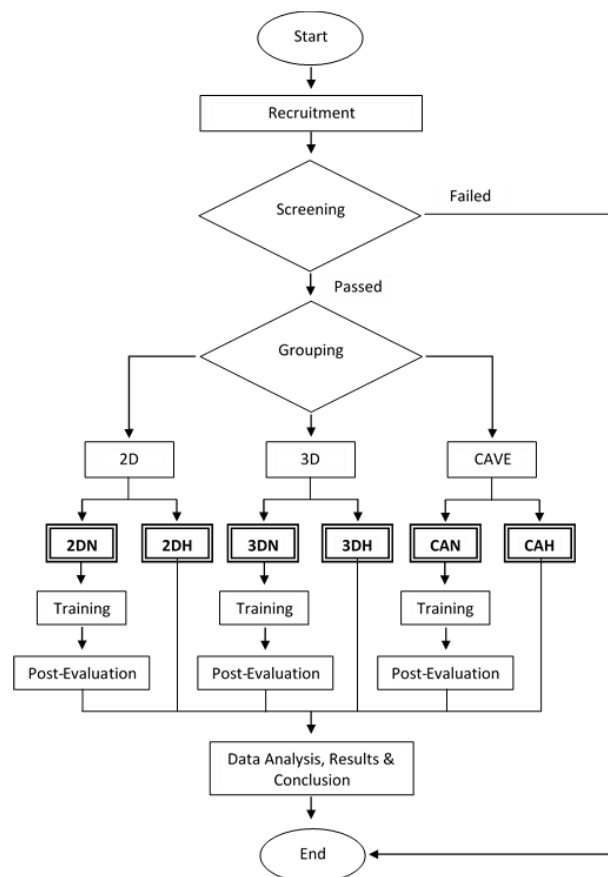 Start
Recruitment
Screening
Failed
Passed
Grouping
2D
3D
CAVE
2DN
2DH
3DN
3DH
CAN
CAH
Training
Training
Training
Post-Evaluation
Post-Evaluation
Post-Evaluation
Data Analysis, Results &
Conclusion
End